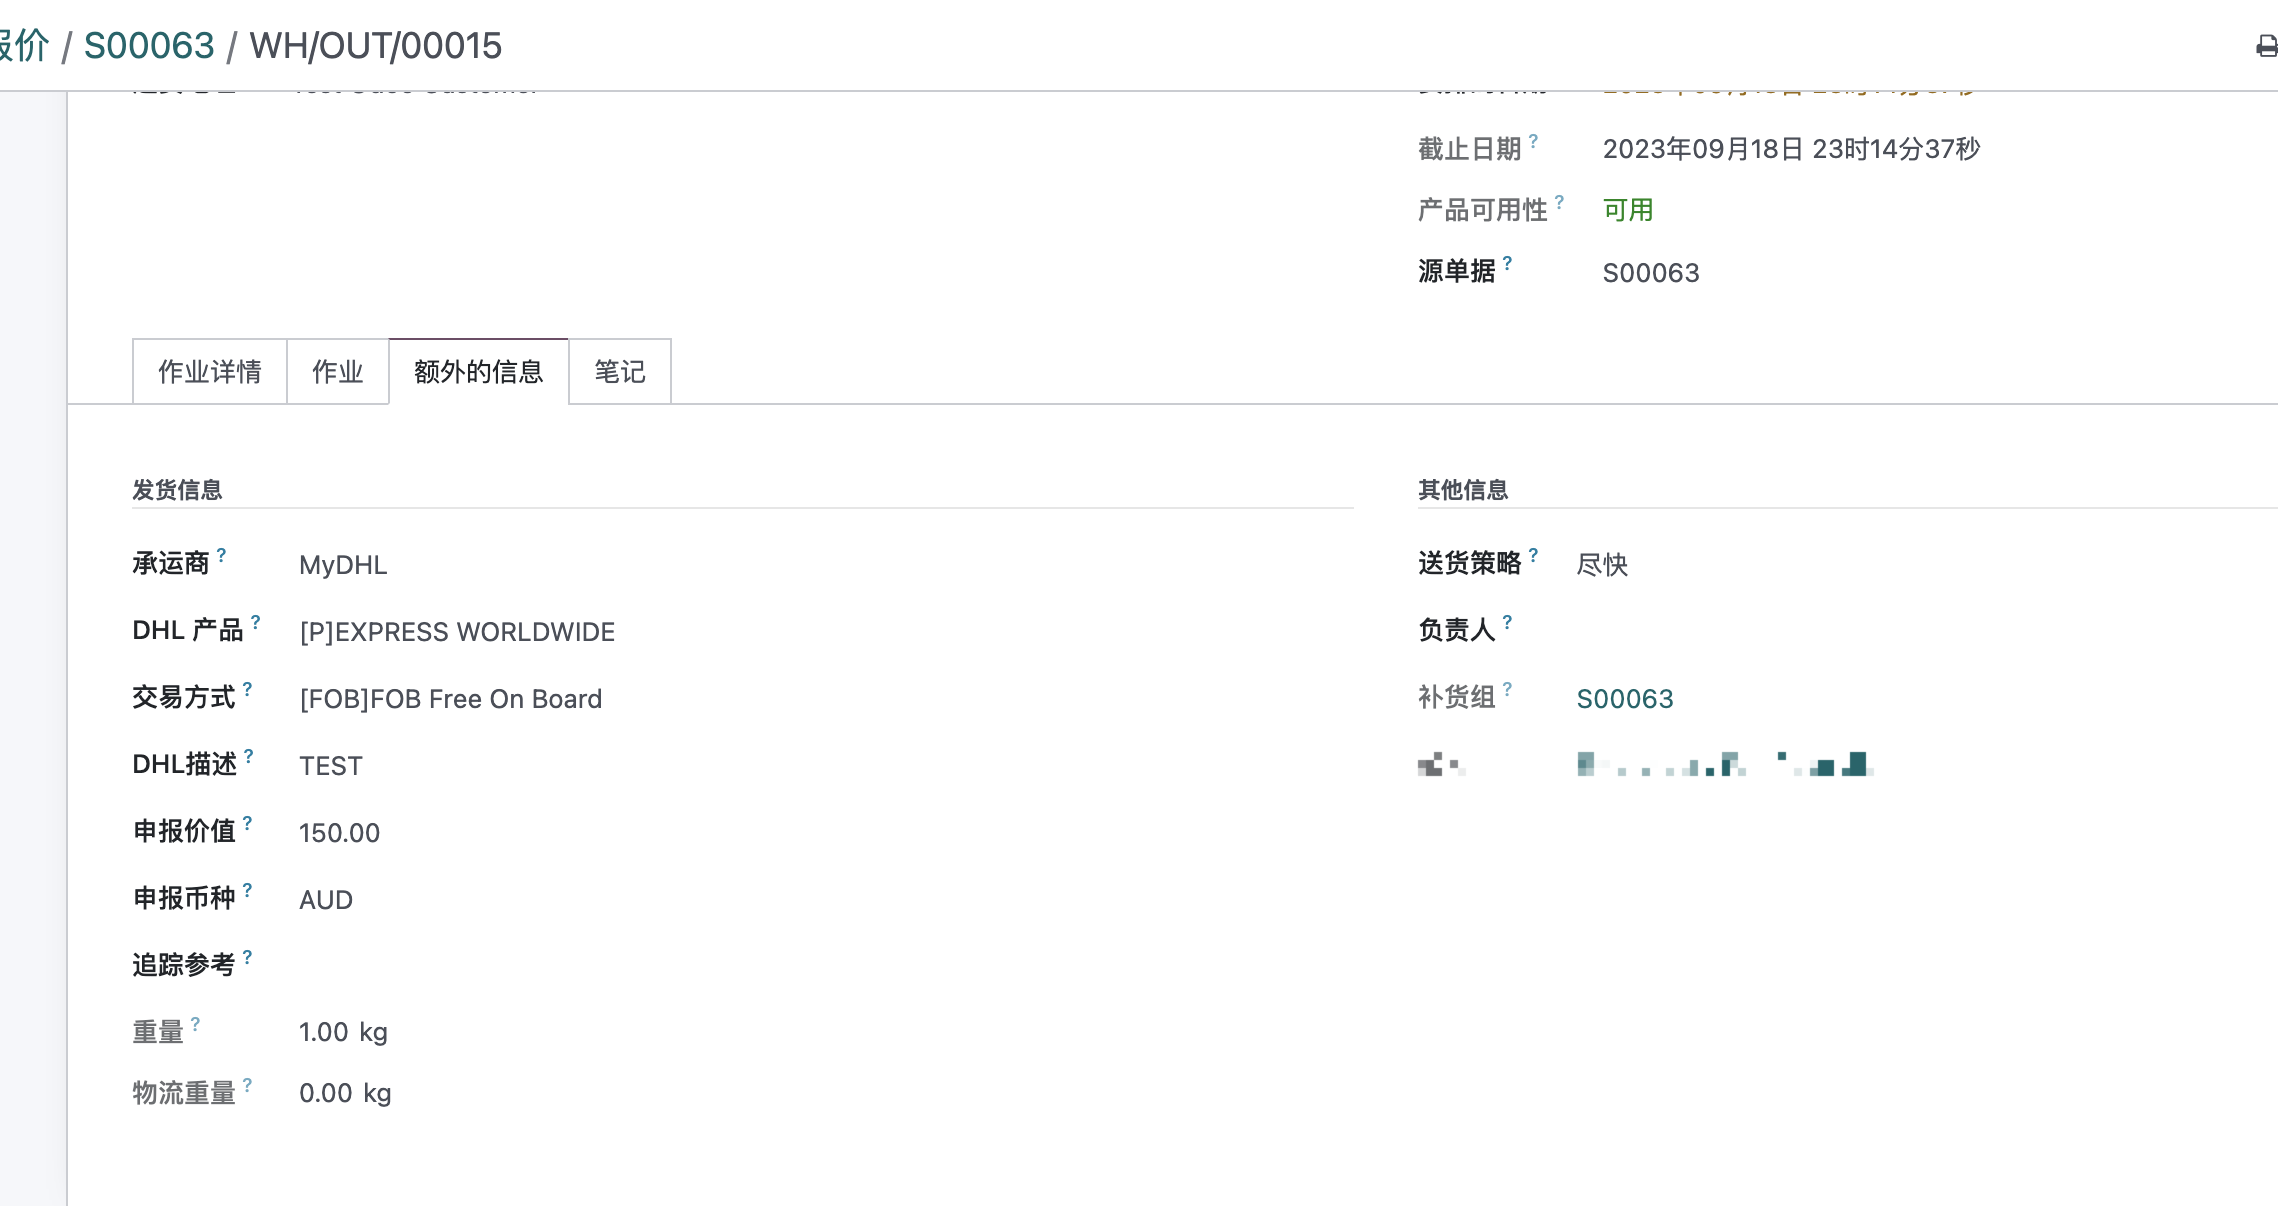 报价 / S00063 / WH/OUT/00015
截止日期? 2023年09月18日 23时14分37秒
产品可用性? 可用
源单据? S00063
作业详情 作业 额外的信息 笔记
发货信息
承运商? MyDHL
DHL 产品? [P]EXPRESS WORLDWIDE
交易方式? [FOB]FOB Free On Board
DHL描述? TEST
申报价值? 150.00
申报币种? AUD
追踪参考?
重量? 1.00 kg
物流重量? 0.00 kg
其他信息
送货策略? 尽快
负责人?
补货组? S00063